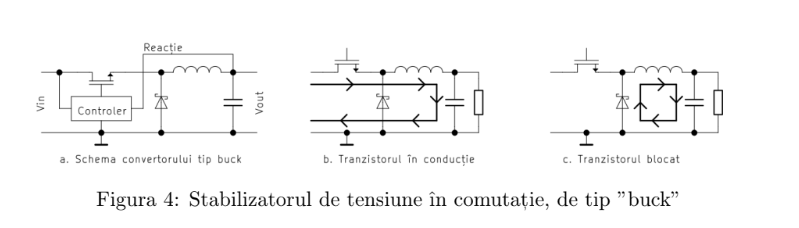 Reacție
Vin
Controler
Vout
a. Schema convertorului tip buck
b. Tranzistorul în conducție
c. Tranzistorul blocat
Figura 4: Stabilizatorul de tensiune în comutație, de tip ”buck”